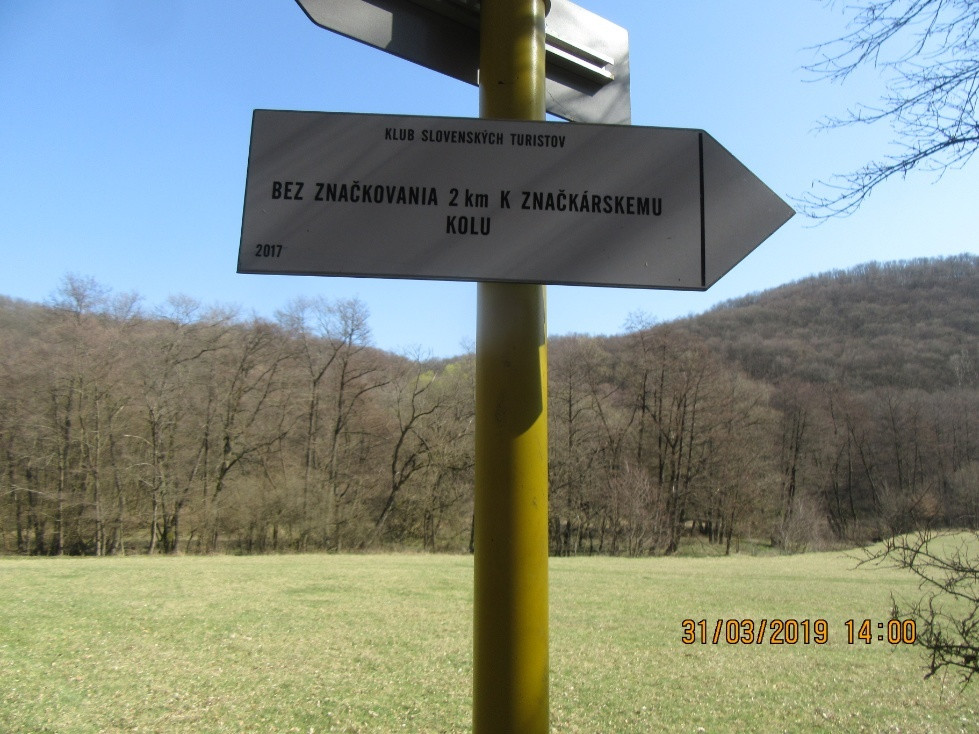 KLUB SLOVENSKÝCH TURISTOV
BEZ ZNAČKOVANIA 2 km K ZNAČKÁRSKEMU
KOLU
2017
31/03/2019 14:00